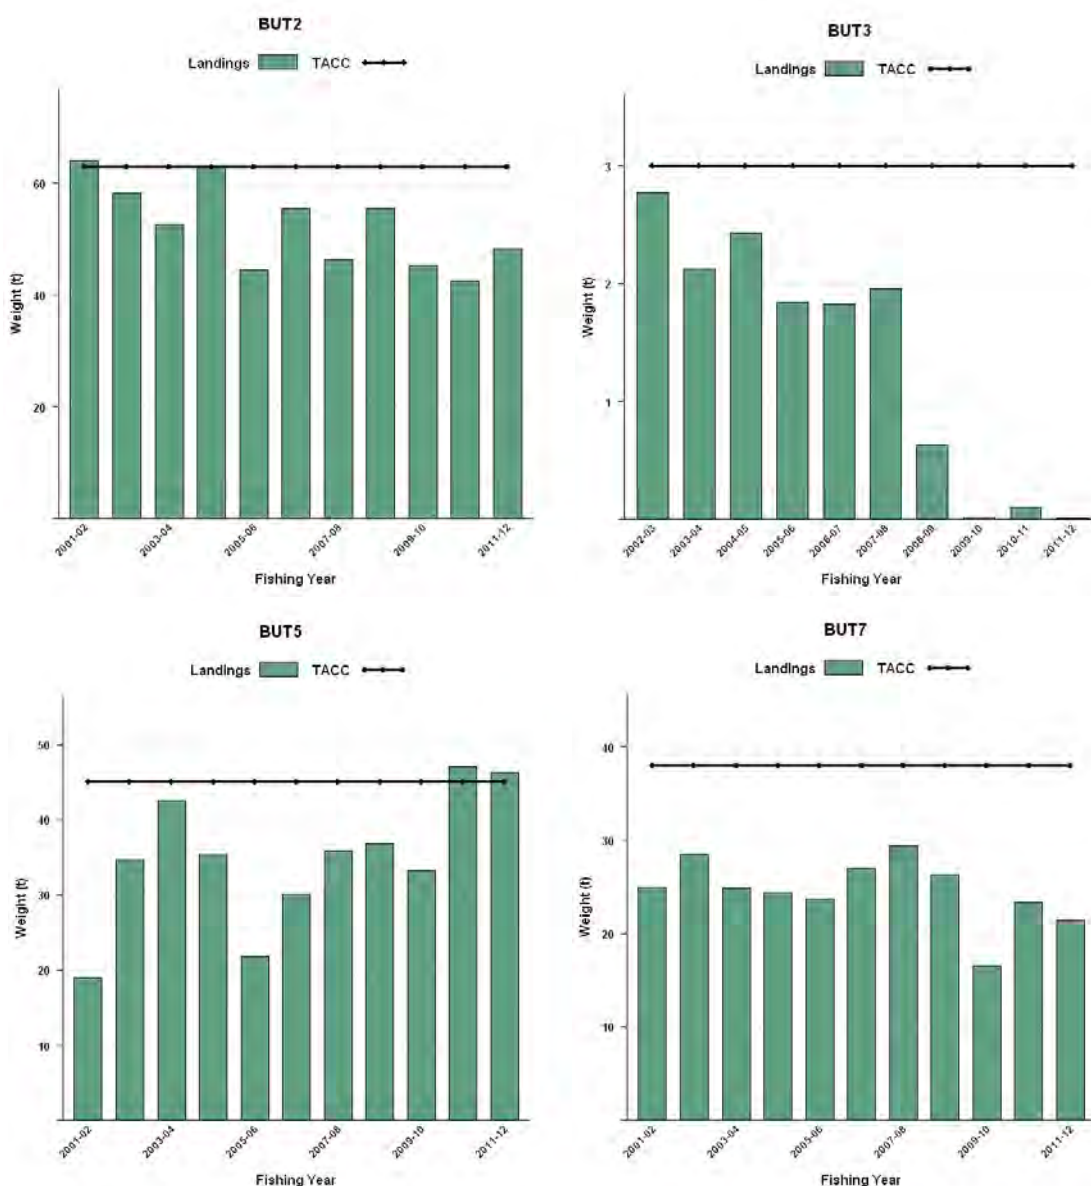 BUT2
Landings TACC
Weight (t)
60
40
20
2001-02
2003-04
2005-06
2007-08
2009-10
2011-12
Fishing Year
BUT3
Landings TACC
Weight (t)
3
2
1
2002-03
2003-04
2004-05
2005-06
2006-07
2007-08
2008-09
2009-10
2010-11
2011-12
Fishing Year
BUT5
Landings TACC
Weight (t)
50
40
30
20
10
2001-02
2003-04
2005-06
2007-08
2009-10
2011-12
Fishing Year
BUT7
Landings TACC
Weight (t)
40
30
20
10
2001-02
2003-04
2005-06
2007-08
2009-10
2011-12
Fishing Year